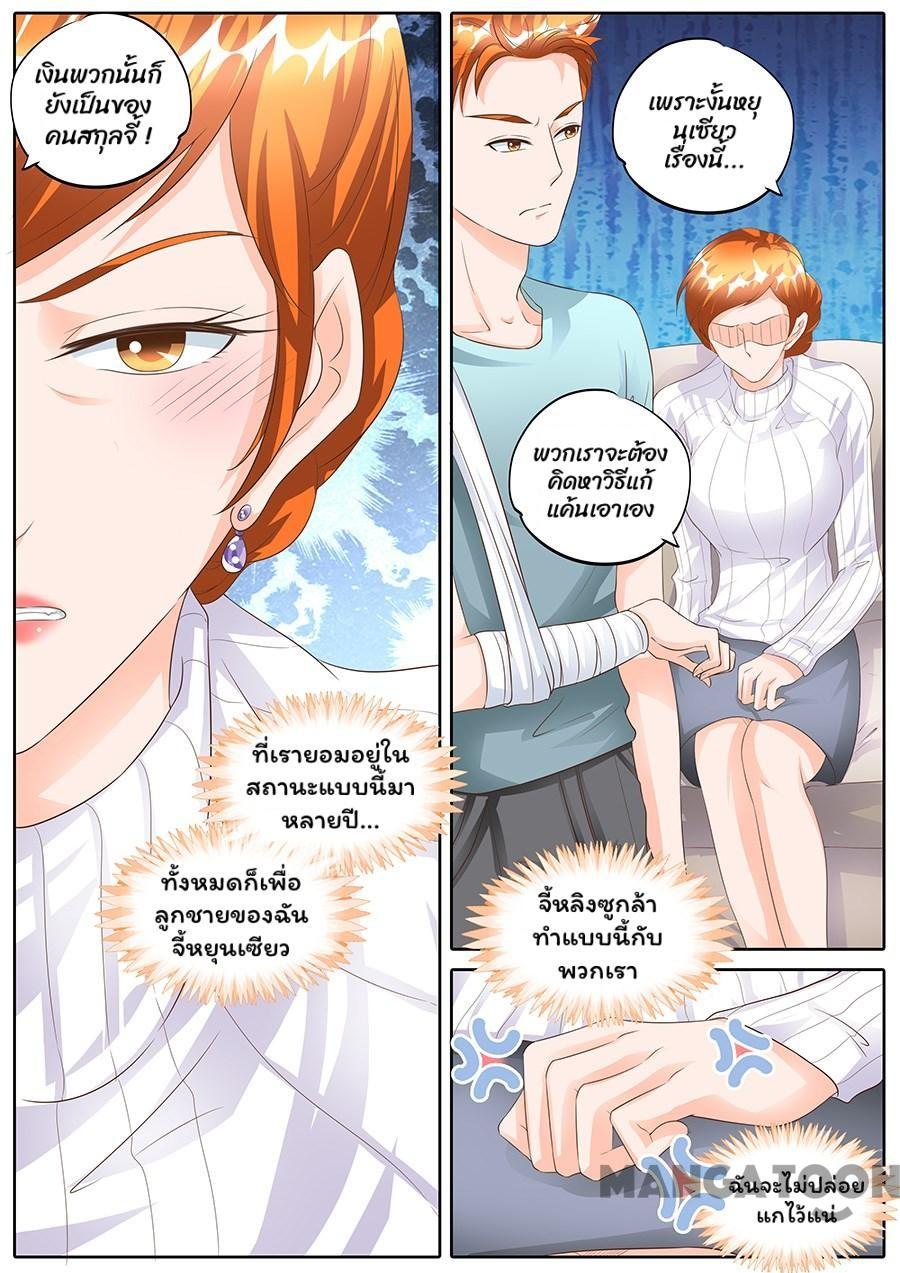 เงินพวกนั้นก็
ยังเป็นของ
คนสกุลจี้ !
ที่เรายอมอยู่ใน
สถานะแบบนี้มา
หลายปี...
ทั้งหมดก็เพื่อ
ลูกชายของฉัน
จี้หยุนเซียว
เพราะงั้นหยุ
นเซียว
เรื่องนี้...
พวกเราจะต้อง
คิดหาวิธีแก้
แค้นเอาเอง
จี้หลิงซูกล้า
ทำแบบนี้กับ
พวกเรา
ฉันจะไม่ปล่อย
แกไว้แน่
MANGATOON